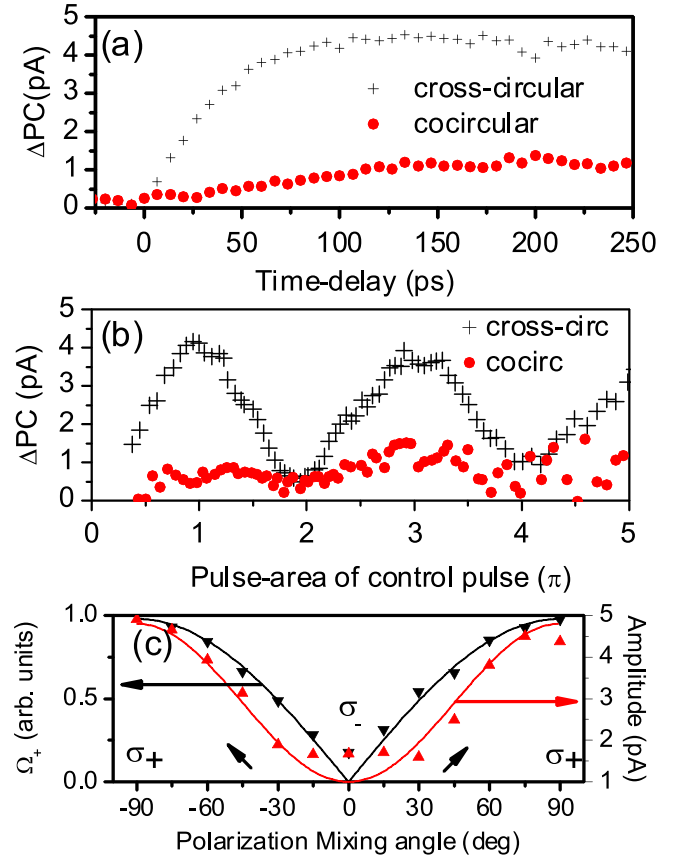 (a)
ΔPC(pA)
5
4
3
2
1
0
+ cross-circular
● cocircular
0 50 100 150 200 250
Time-delay (ps)
(b)
ΔPC (pA)
5
4
3
2
1
0
+ cross-circ
● cocirc
0 1 2 3 4 5
Pulse-area of control pulse (π)
(c)
Ω+ (arb. units)
1.0
0.5
0.0
σ+ σ- σ+
5
4
3
2
1
Amplitude (pA)
-90 -60 -30 0 30 60 90
Polarization Mixing angle (deg)